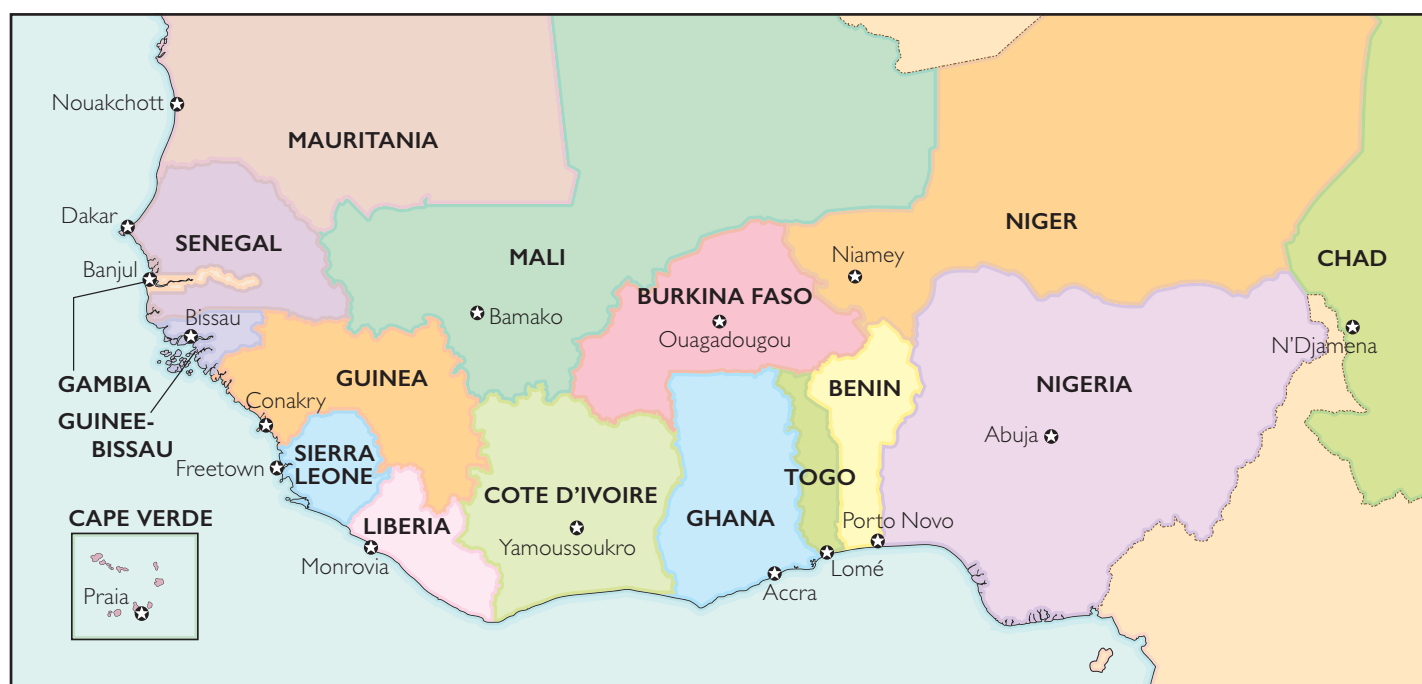 Nouakchott
MAURITANIA
Dakar
SENEGAL
MALI
NIGER
Niamey
CHAD
Banjul
BURKINA FASO
Ouagadougou
Bissau
Bamako
N'Djamena
GAMBIA
GUINEA
BENIN
NIGERIA
GUINEE-
BISSAU
Conakry
Abuja
Freetown
SIERRA
LEONE
TOGO
COTE D'IVOIRE
GHANA
CAPE VERDE
LIBERIA
Porto Novo
Yamoussoukro
Monrovia
Lomé
Accra
Praia